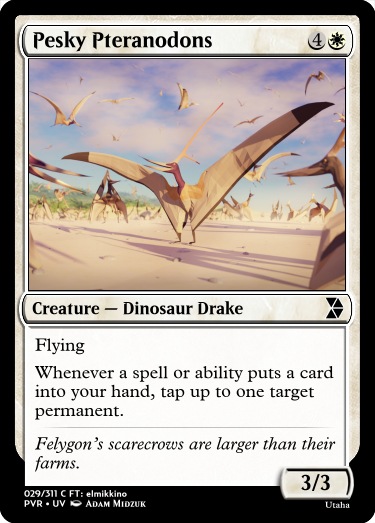 Pesky Pteranodons 4
Creature — Dinosaur Drake
Flying
Whenever a spell or ability puts a card
into your hand, tap up to one target
permanent.
Felygon's scarecrows are larger than their
farms.
3/3
029/311 C FT: elmikkino
PVR • UV Adam Midzuk
Utaha